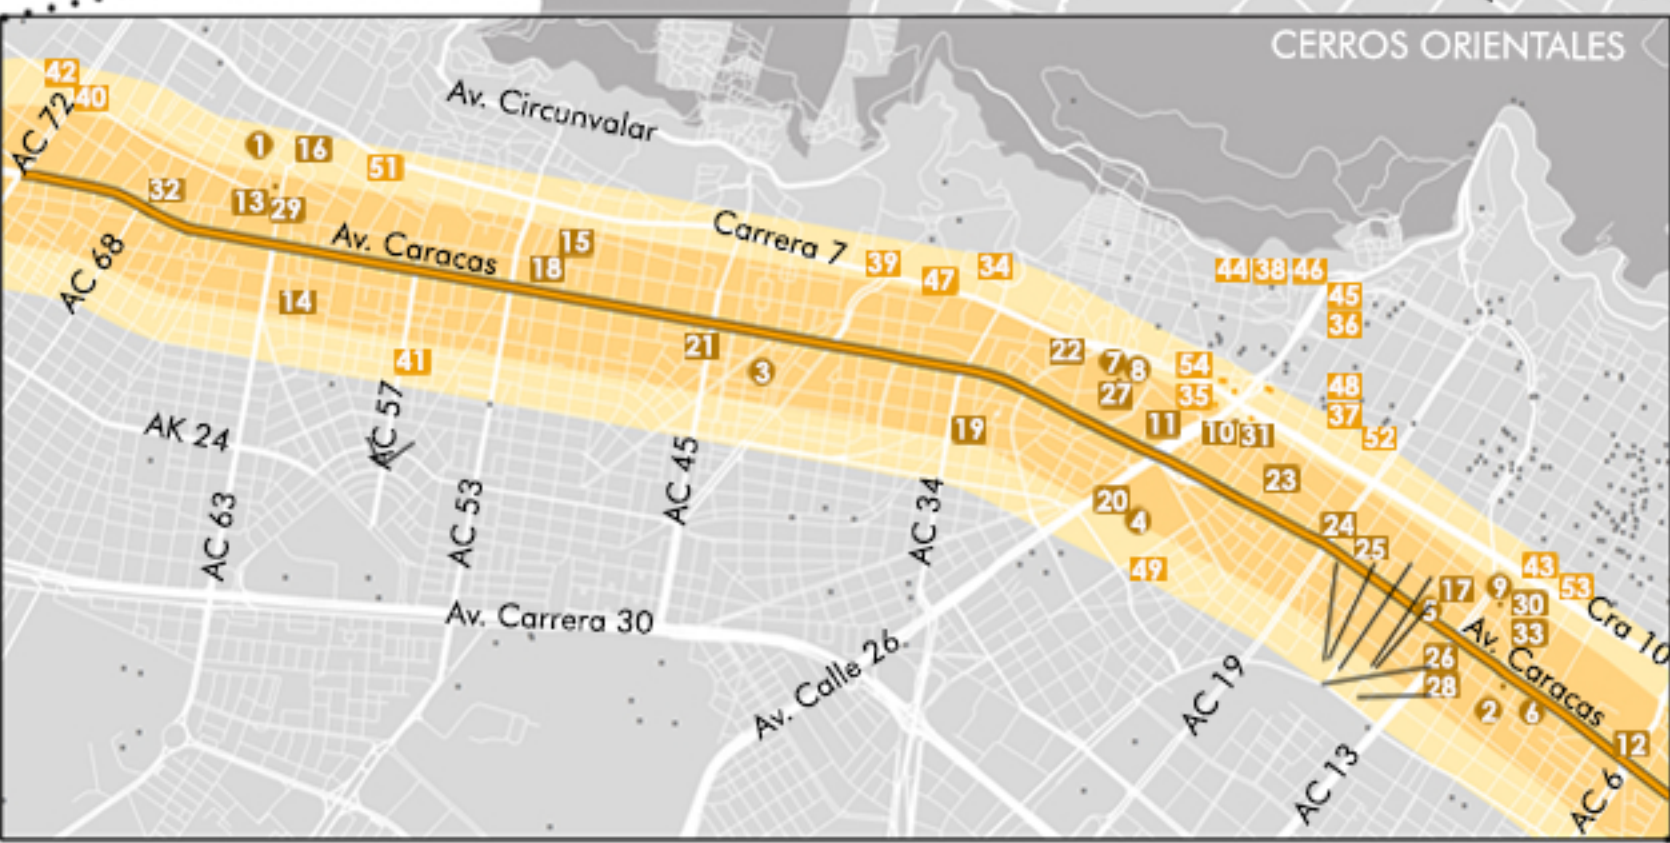 CERROS ORIENTALES
42
40
AC 72
Av. Circunvalar
1
16
51
32
13
29
Av. Caracas
15
18
Carrera 7
39
47
34
44
38
46
45
36
AC 68
14
41
21
3
22
7
8
27
54
35
48
37
52
AK 24
AC 57
19
11
10
31
AC 63
AC 53
AC 45
AC 34
20
4
23
24
25
49
43
53
17
9
30
5
33
Cra 10
Av. Carrera 30
Av. Calle 26
AC 19
26
28
Av. Caracas
2
6
12
AC 13
AC 6